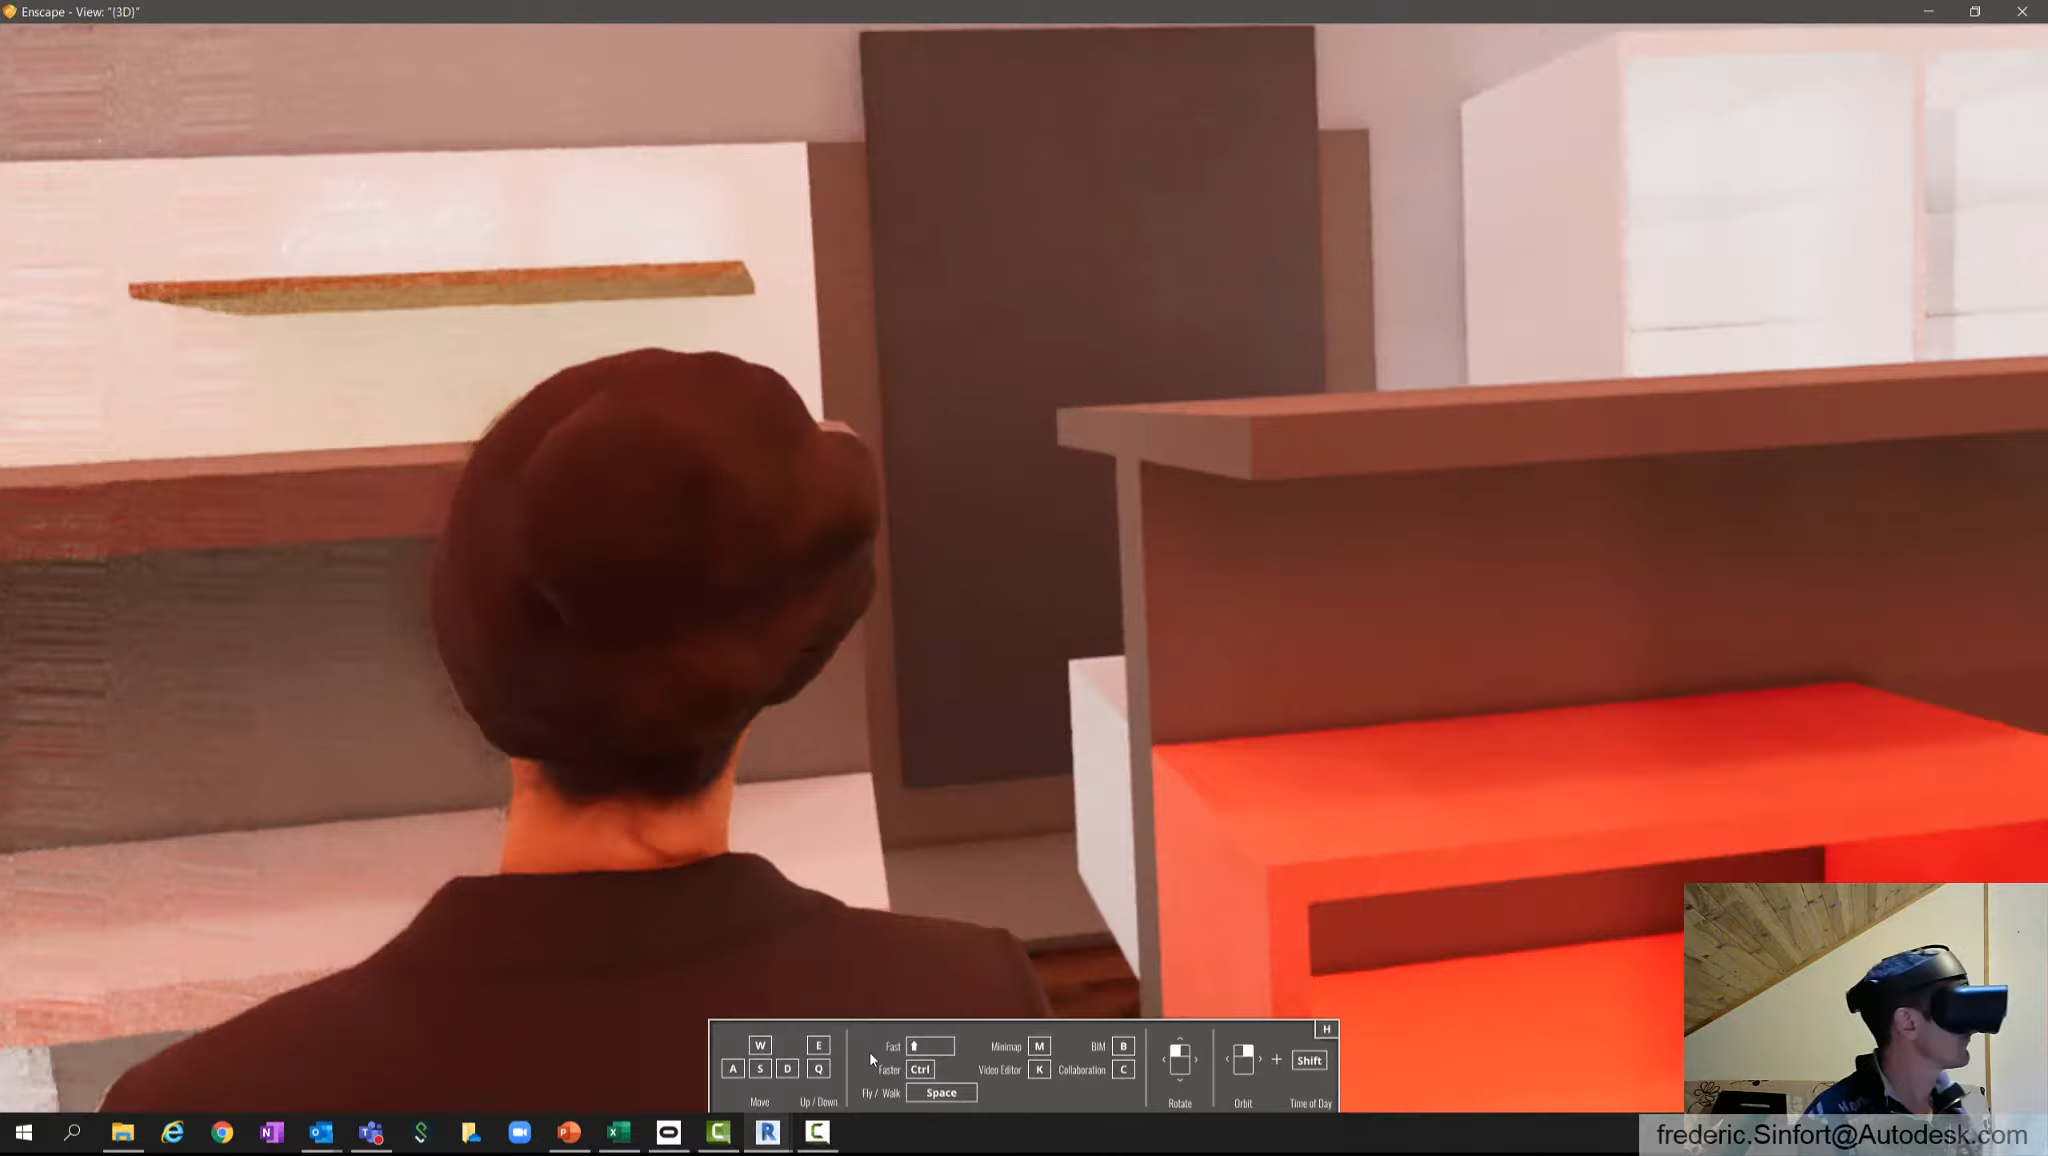 Enscape - View: "{3D}"
H
W E Fast Minimap M BIM B
A S D Q Faster Ctrl Video Editor K Collaboration C + Shift
Fly / Walk Space
Move Up / Down Rotate Orbit Time of Day
frederic.Sinfort@Autodesk.com